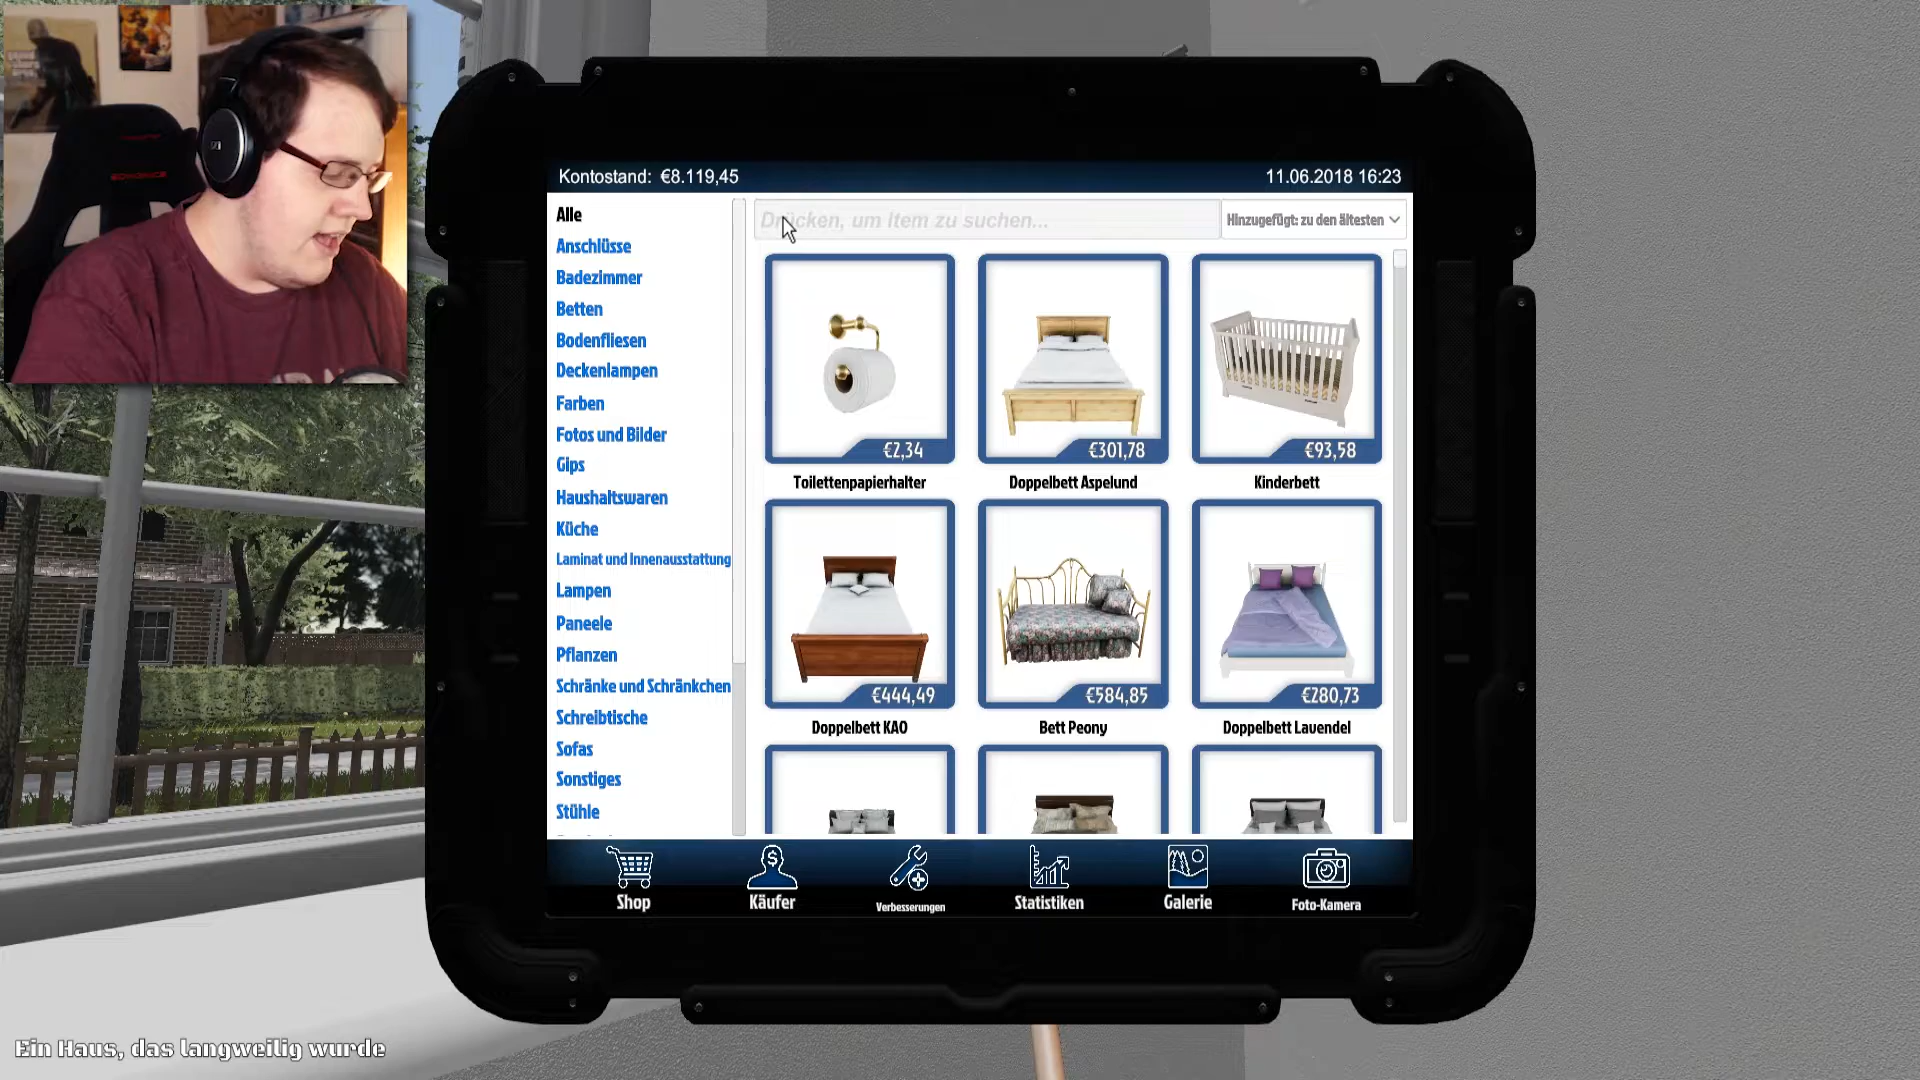 Kontostand: €8.119,45
11.06.2018 16:23
Alle
Anschlüsse
Badezimmer
Betten
Bodenfliesen
Deckenlampen
Farben
Fotos und Bilder
Gips
Haushaltswaren
Küche
Laminat und Innenausstattung
Lampen
Paneele
Pflanzen
Schränke und Schränkchen
Schreibtische
Sofas
Sonstiges
Stühle
Drücken, um Item zu suchen...
Hinzugefügt: zu den ältesten
€2,34
€301,78
€93,58
Toilettenpapierhalter
Doppelbett Aspelund
Kinderbett
€444,49
€584,85
€280,73
Doppelbett KAO
Bett Peony
Doppelbett Lavendel
Shop
Käufer
Verbesserungen
Statistiken
Galerie
Foto-Kamera
Ein Haus, das langweilig wurde